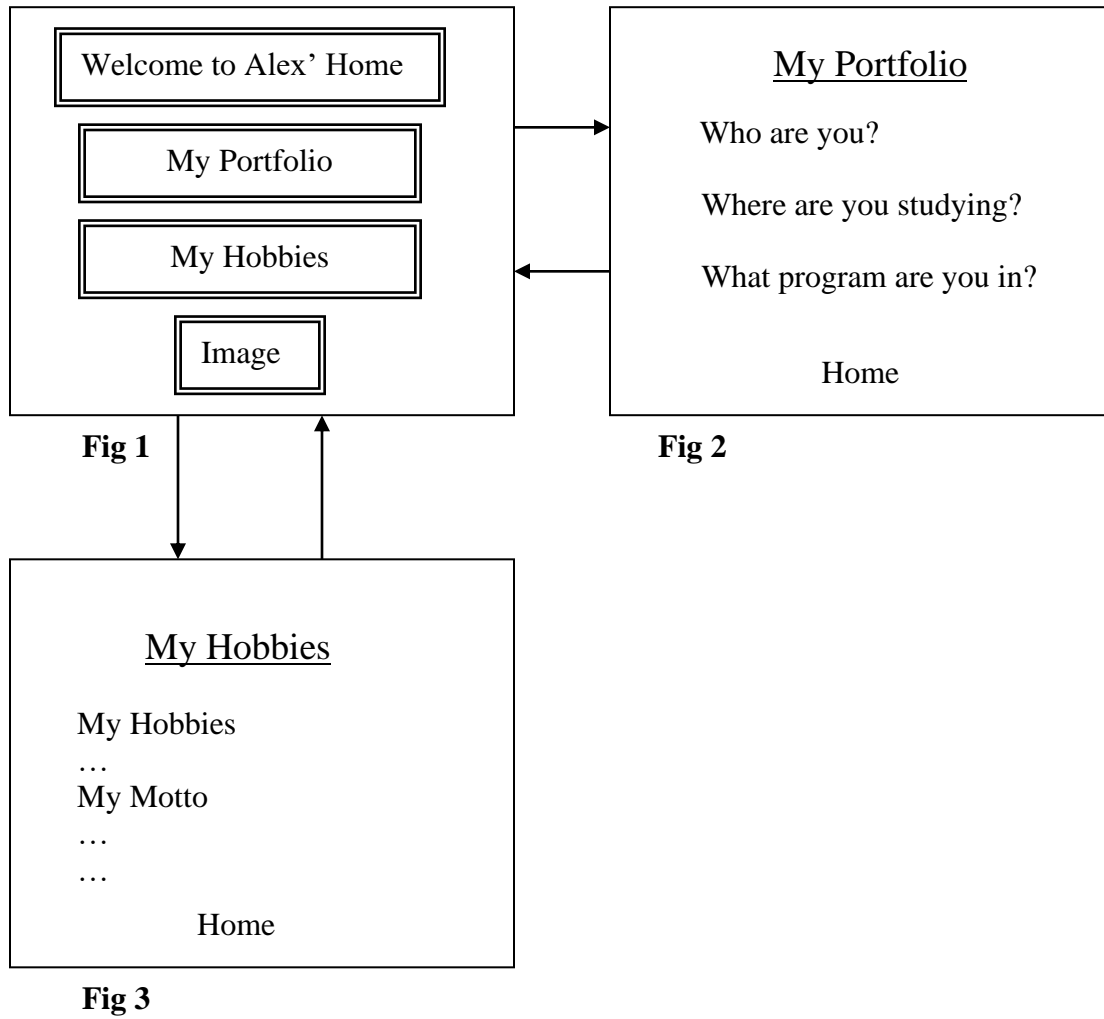 Welcome to Alex’ Home
My Portfolio
My Hobbies
Image
Fig 1
My Portfolio
Who are you?
Where are you studying?
What program are you in?
Home
Fig 2
My Hobbies
My Hobbies
…
My Motto
…
…
Home
Fig 3